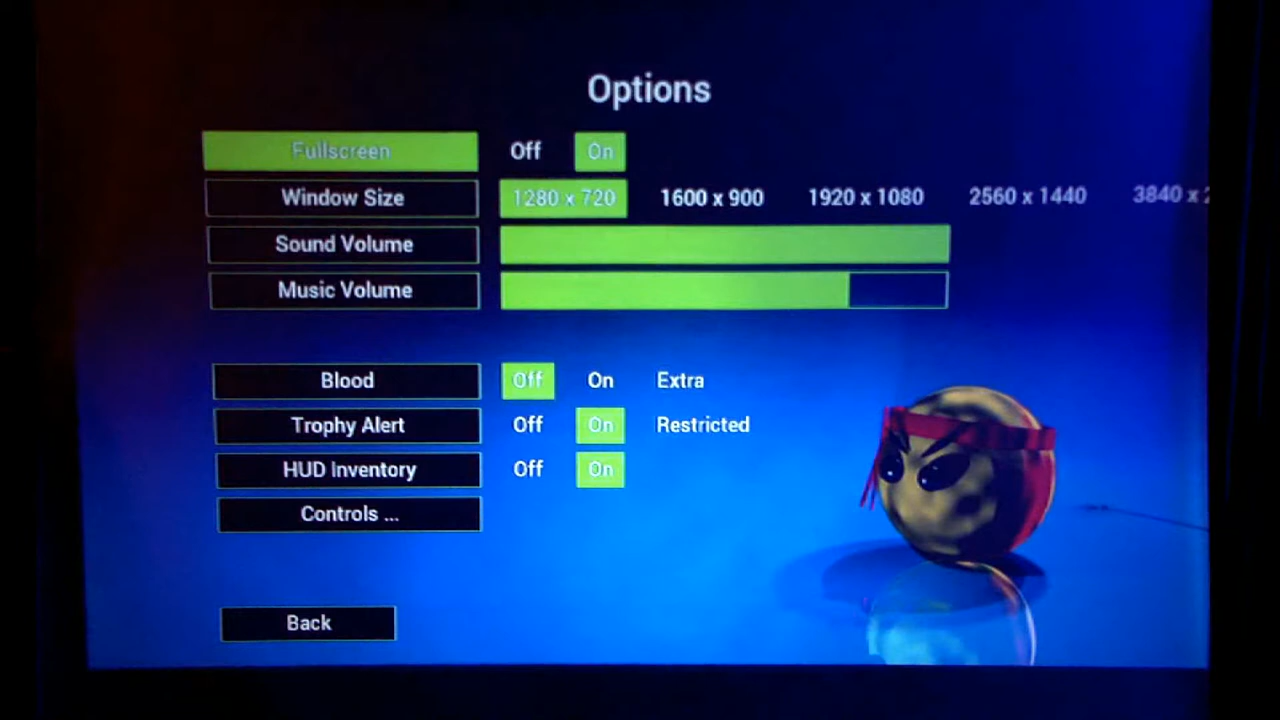 Options
Fullscreen Off On
Window Size 1280 x 720 1600 x 900 1920 x 1080 2560 x 1440 3840 x
Sound Volume
Music Volume
Blood Off On Extra
Trophy Alert Off On Restricted
HUD Inventory Off On
Controls ...
Back